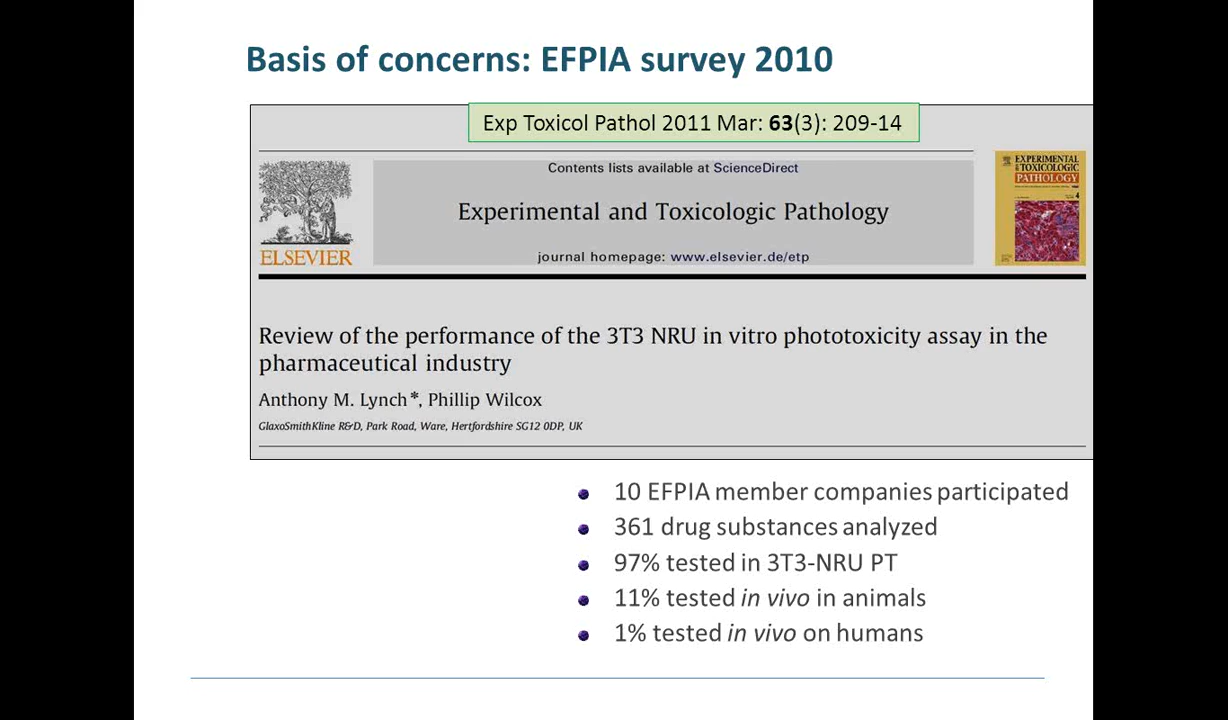 Basis of concerns: EFPIA survey 2010
Exp Toxicol Pathol 2011 Mar: 63(3): 209-14
Contents lists available at ScienceDirect
Experimental and Toxicologic Pathology
journal homepage: www.elsevier.de/etp
ELSEVIER
EXPERIMENTAL
TOXICOLOGIC
PATHOLOGY
Review of the performance of the 3T3 NRU in vitro phototoxicity assay in the
pharmaceutical industry
Anthony M. Lynch*, Phillip Wilcox
GlaxoSmithKline R&D, Park Road, Ware, Hertfordshire SG12 0DP, UK
10 EFPIA member companies participated
361 drug substances analyzed
97% tested in 3T3-NRU PT
11% tested in vivo in animals
1% tested in vivo on humans